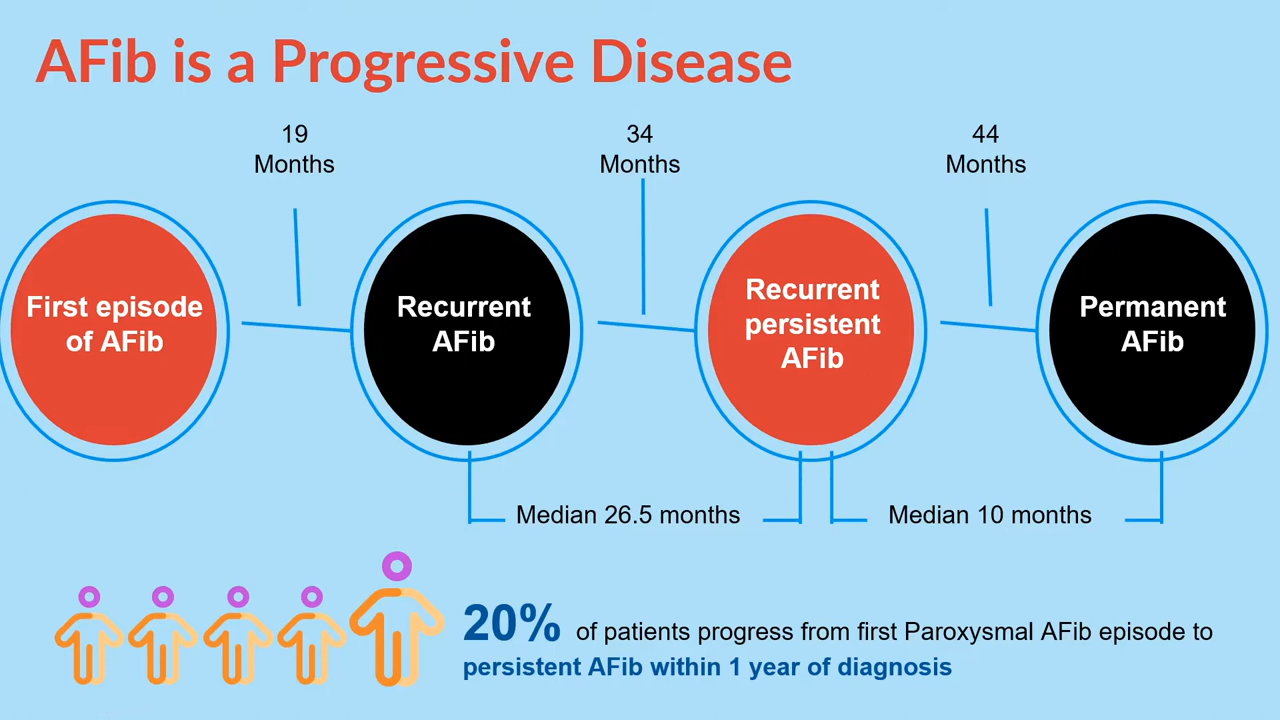 AFib is a Progressive Disease
19
Months
34
Months
44
Months
First episode
of AFib
Recurrent
AFib
Recurrent
persistent
AFib
Permanent
AFib
Median 26.5 months
Median 10 months
20% of patients progress from first Paroxysmal AFib episode to
persistent AFib within 1 year of diagnosis